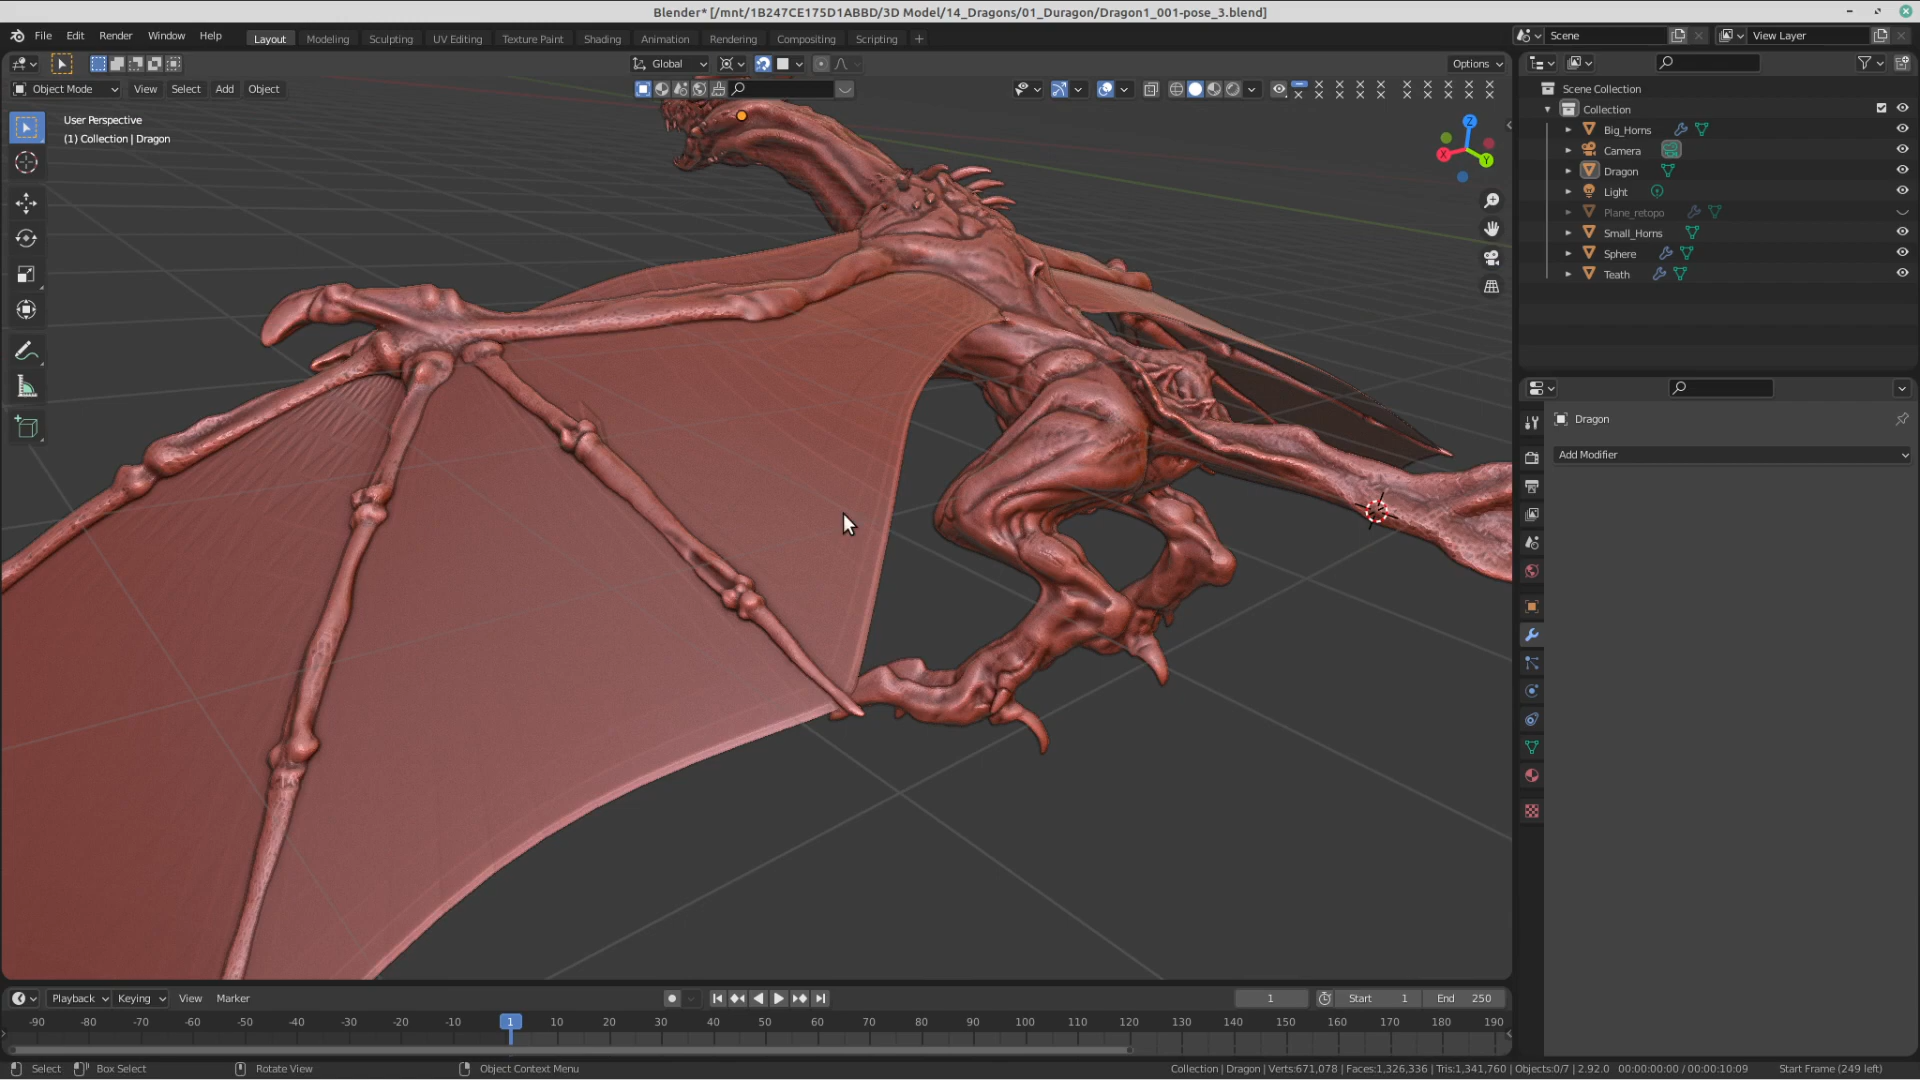 Blender* [/mnt/1B247CE175D1ABBD/3D Model/14_Dragons/01_Duragon/Dragon1_001-pose_3.blend]
File Edit Render Window Help Layout Modeling Sculpting UV Editing Texture Paint Shading Animation Rendering Compositing Scripting + Scene View Layer
Global Options
Object Mode View Select Add Object
Scene Collection
User Perspective
(1) Collection | Dragon
Collection
Big_Horns
Camera
Dragon
Light
Plane_retopo
Small_Horns
Sphere
Teath
Z
X
Y
Dragon
Add Modifier
Playback Keying View Marker 1 Start 1 End 250
-90 -80 -70 -60 -50 -40 -30 -20 -10 1 10 20 30 40 50 60 70 80 90 100 110 120 130 140 150 160 170 180 190
Select Box Select Rotate View Object Context Menu Collection | Dragon | Verts:671,078 | Faces:1,326,336 | Tris:1,341,760 | Objects:0/7 | 2.92.0 00:00:00:00 / 00:00:10:09 Start Frame (249 left)